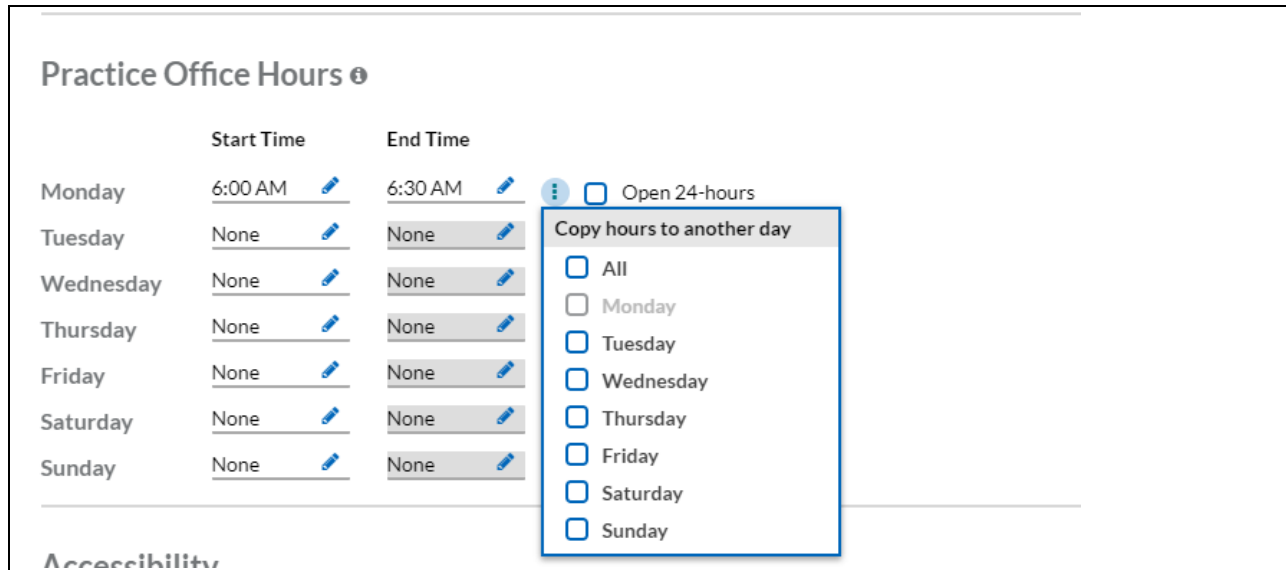 Practice Office Hours
Start Time End Time
Monday 6:00 AM 6:30 AM Open 24-hours
Tuesday None None Copy hours to another day
Wednesday None None All
Thursday None None Monday
Friday None None Tuesday
Saturday None None Wednesday
Sunday None None Thursday
Friday
Saturday
Sunday
Accessibility